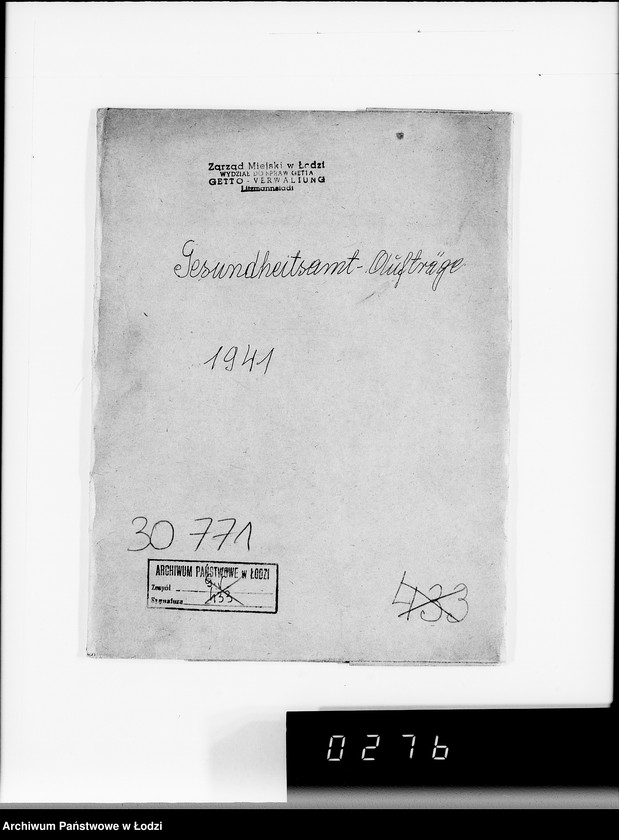 Zarząd Miejski w Łodzi
WYDZIAŁ DO SPRAW GETTA
GETTO-VERWALTUNG
Litzmannstadt
Gesundheitsamt-Aufträge
1941
30 771
ARCHIWUM PAŃSTWOWE w ŁODZI
Zespół
Sygnatura 433
433
0276
Archiwum Państwowe w Łodzi